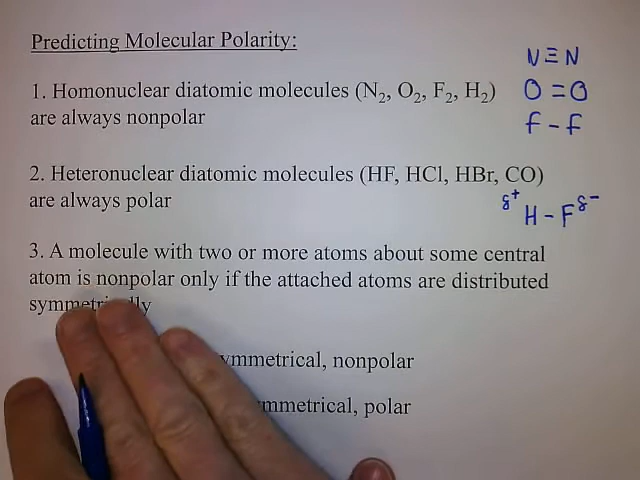 Predicting Molecular Polarity:
N≡N
1. Homonuclear diatomic molecules (N₂, O₂, F₂, H₂)
O=O
are always nonpolar
F-F
2. Heteronuclear diatomic molecules (HF, HCl, HBr, CO)
are always polar
δ⁺ H-F δ⁻
3. A molecule with two or more atoms about some central
atom is nonpolar only if the attached atoms are distributed
symmetrically
nonpolar
polar